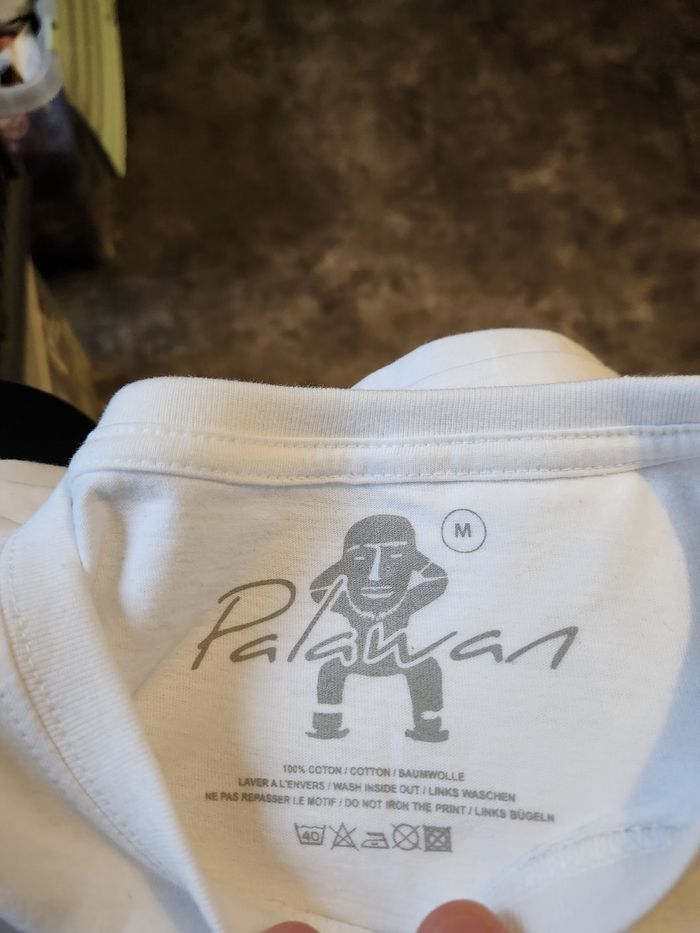 M
Palawan
100% COTON / COTTON / BAUMWOLLE
LAVER A L'ENVERS / WASH INSIDE OUT / LINKS WASCHEN
NE PAS REPASSER LE MOTIF / DO NOT IRON THE PRINT / LINKS BÜGELN
40